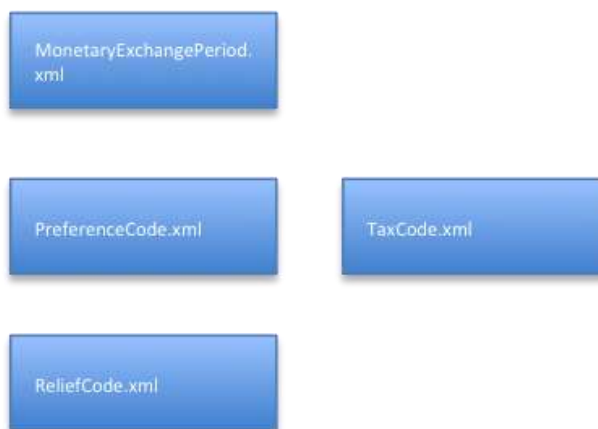 MonetaryExchangePeriod.
xml
PreferenceCode.xml
TaxCode.xml
ReliefCode.xml